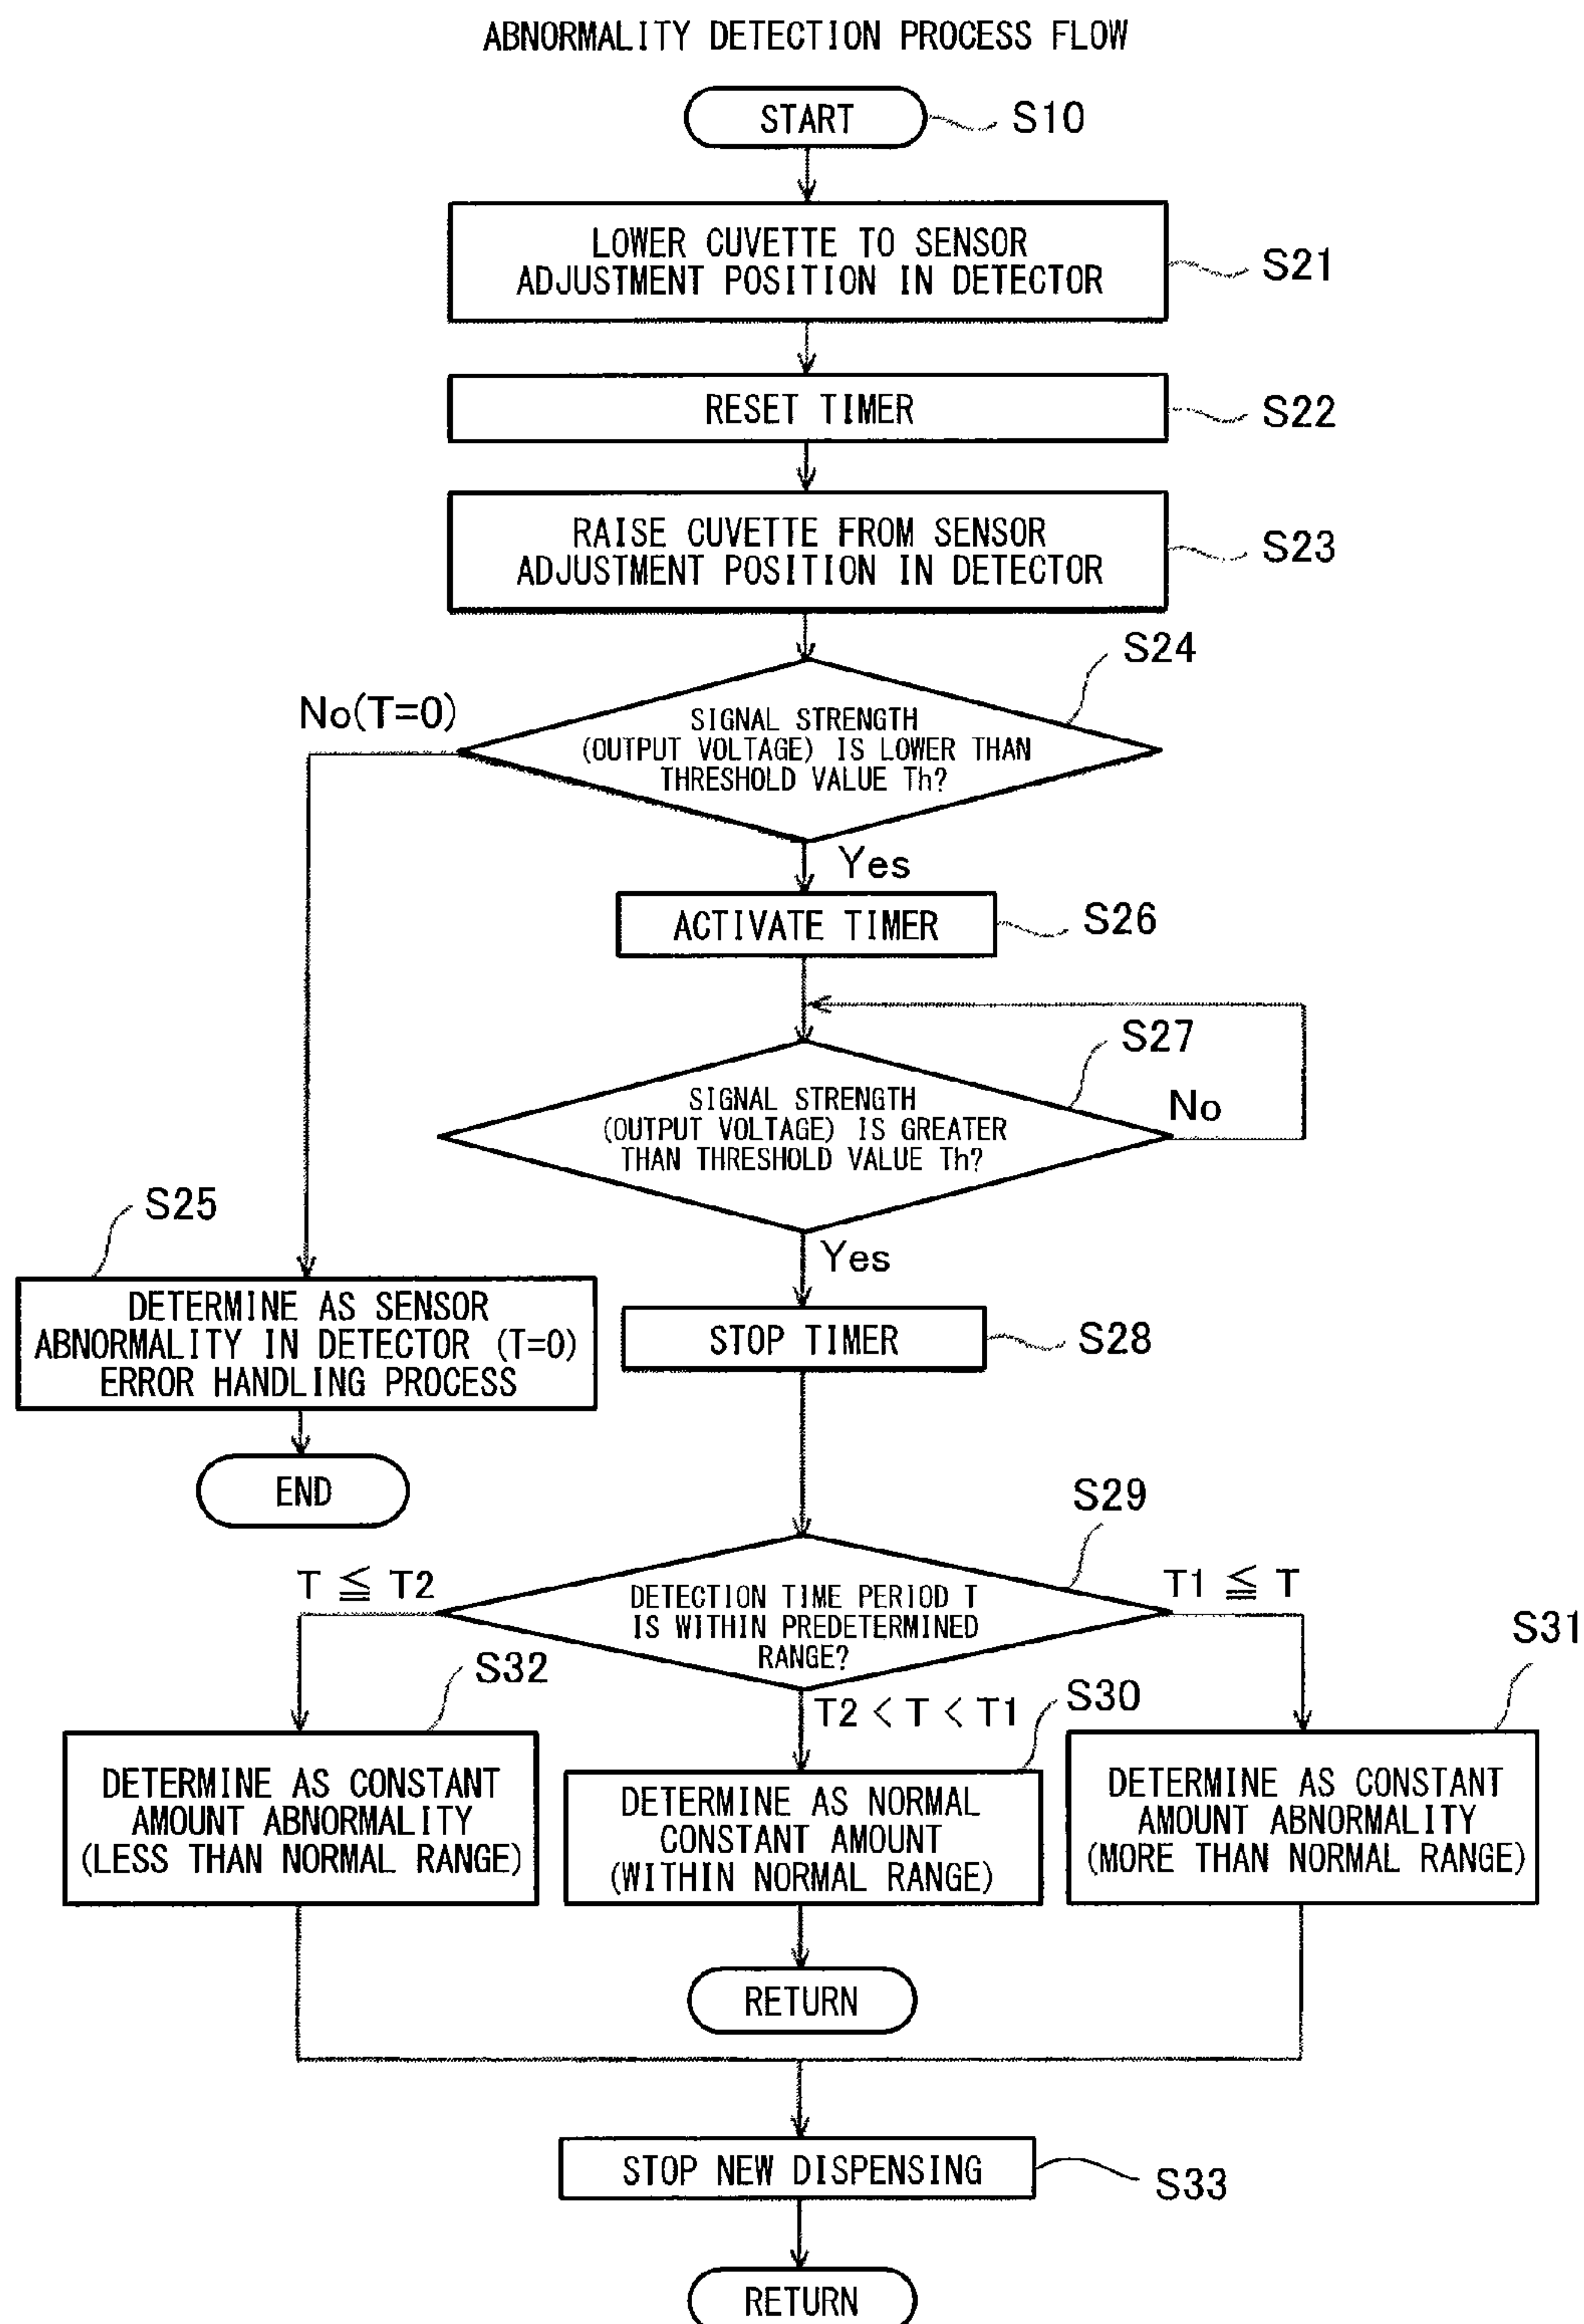 ABNORMALITY DETECTION PROCESS FLOW
START
S10
LOWER CUVETTE TO SENSOR
ADJUSTMENT POSITION IN DETECTOR
S21
RESET TIMER
S22
RAISE CUVETTE FROM SENSOR
ADJUSTMENT POSITION IN DETECTOR
S23
S24
No(T=0)
SIGNAL STRENGTH
(OUTPUT VOLTAGE) IS LOWER THAN
THRESHOLD VALUE Th?
Yes
ACTIVATE TIMER
S26
S27
SIGNAL STRENGTH
(OUTPUT VOLTAGE) IS GREATER
THAN THRESHOLD VALUE Th?
No
Yes
S25
DETERMINE AS SENSOR
ABNORMALITY IN DETECTOR (T=0)
ERROR HANDLING PROCESS
END
STOP TIMER
S28
S29
T ≦ T2
DETECTION TIME PERIOD T
IS WITHIN PREDETERMINED
RANGE?
T1 ≦ T
T2 < T < T1
S32
DETERMINE AS CONSTANT
AMOUNT ABNORMALITY
(LESS THAN NORMAL RANGE)
S30
DETERMINE AS NORMAL
CONSTANT AMOUNT
(WITHIN NORMAL RANGE)
S31
DETERMINE AS CONSTANT
AMOUNT ABNORMALITY
(MORE THAN NORMAL RANGE)
RETURN
STOP NEW DISPENSING
S33
RETURN